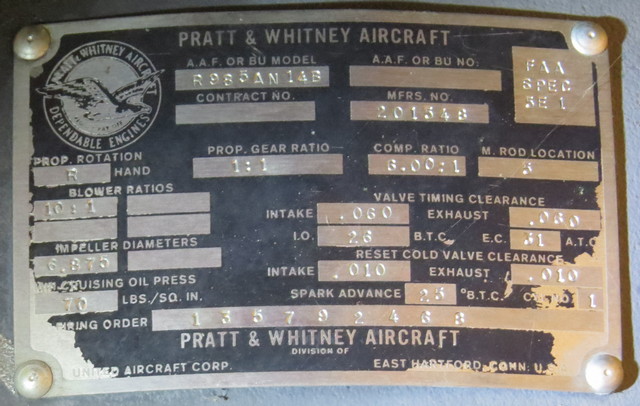 PRATT & WHITNEY AIRCRAFT
PRATT & WHITNEY AIRCRAFT
DEPENDABLE ENGINES
A.A.F. OR BU MODEL
R985AN14B
A.A.F. OR BU NO:
FAA
SPEC
5E1
CONTRACT NO.
MFRS. NO.
201548
PROP. ROTATION
R HAND
PROP. GEAR RATIO
1:1
COMP. RATIO
6.00:1
M. ROD LOCATION
5
BLOWER RATIOS
10:1
VALVE TIMING CLEARANCE
INTAKE .060 EXHAUST .060
I.O. 26 B.T.C. E.C. 31 A.T.C
IMPELLER DIAMETERS
6.875
RESET COLD VALVE CLEARANCE
INTAKE .010 EXHAUST .010
CRUISING OIL PRESS
70 LBS./SQ. IN.
SPARK ADVANCE 25 °B.T.C. 1
FIRING ORDER 1 3 5 7 9 2 4 6 8
PRATT & WHITNEY AIRCRAFT
DIVISION OF
UNITED AIRCRAFT CORP. EAST HARTFORD, CONN: U.S.